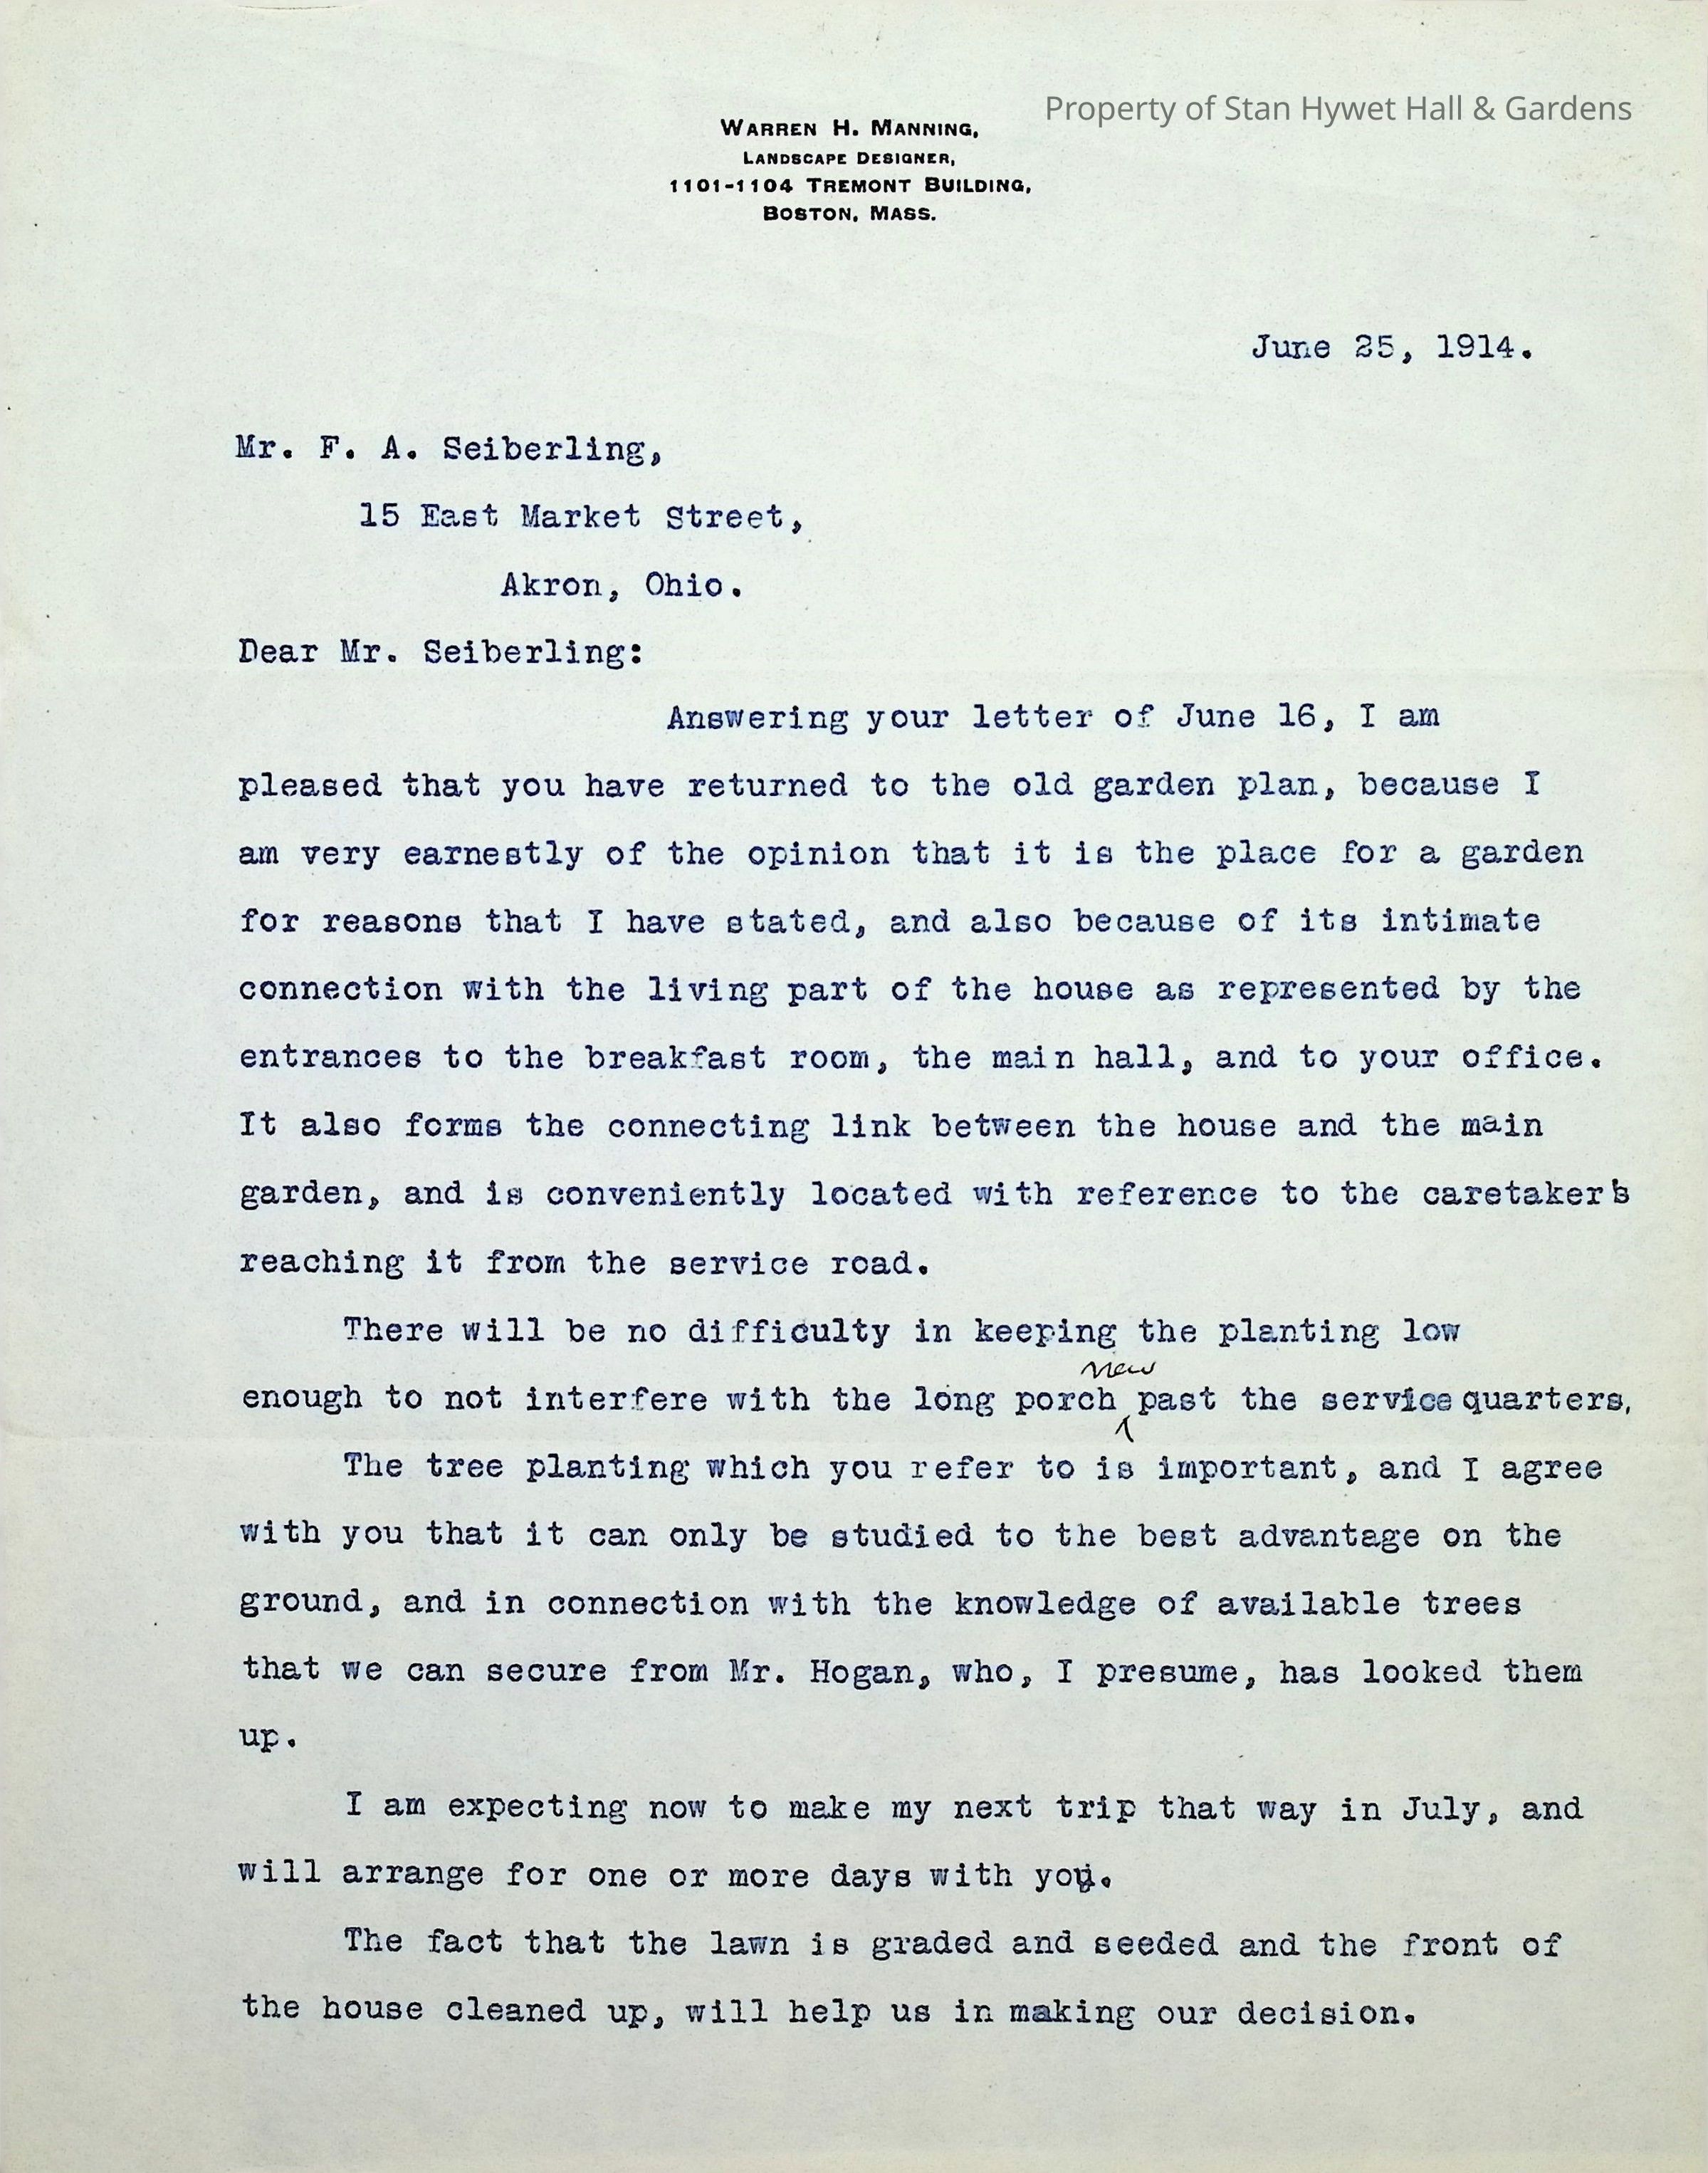 Property of Stan Hywet Hall & Gardens
WARREN H. MANNING,
LANDSCAPE DESIGNER,
1101-1104 TREMONT BUILDING,
BOSTON, MASS.
June 25, 1914.
Mr. F. A. Seiberling,
15 East Market Street,
Akron, Ohio.
Dear Mr. Seiberling:
Answering your letter of June 16, I am
pleased that you have returned to the old garden plan, because I
am very earnestly of the opinion that it is the place for a garden
for reasons that I have stated, and also because of its intimate
connection with the living part of the house as represented by the
entrances to the breakfast room, the main hall, and to your office.
It also forms the connecting link between the house and the main
garden, and is conveniently located with reference to the caretaker's
reaching it from the service road.
There will be no difficulty in keeping the planting low
new
enough to not interfere with the long porch past the service quarters.
The tree planting which you refer to is important, and I agree
with you that it can only be studied to the best advantage on the
ground, and in connection with the knowledge of available trees
that we can secure from Mr. Hogan, who, I presume, has looked them
up.
I am expecting now to make my next trip that way in July, and
will arrange for one or more days with you.
The fact that the lawn is graded and seeded and the front of
the house cleaned up, will help us in making our decision.